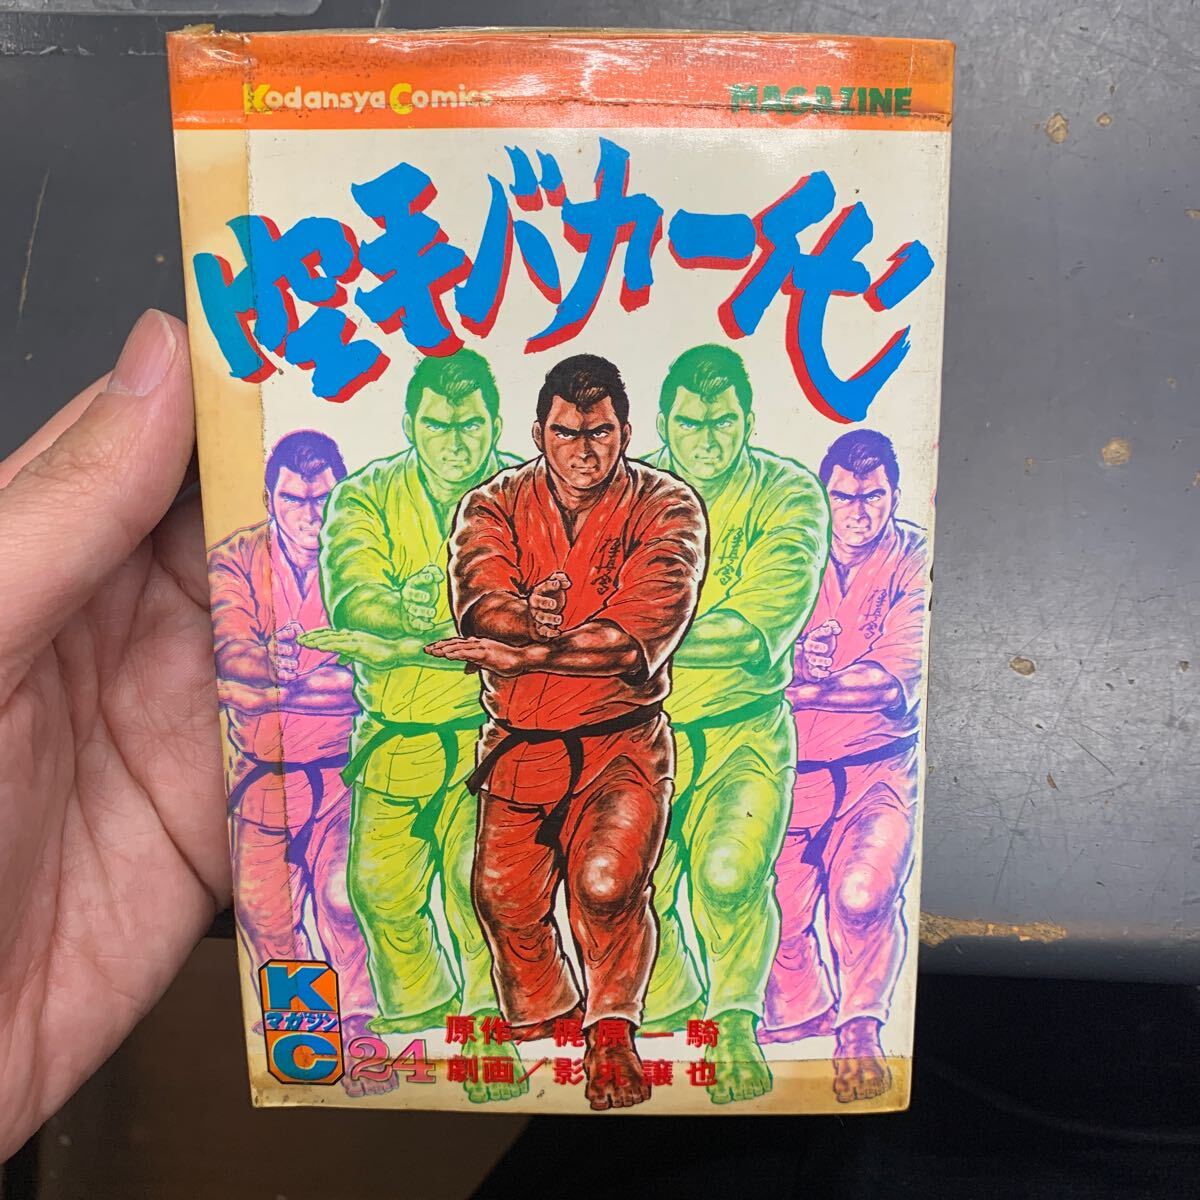 Kodansya Comics MAGAZINE
空手バカ一代
K
マガジン
C
24
原作/梶原一騎
劇画/影丸譲也